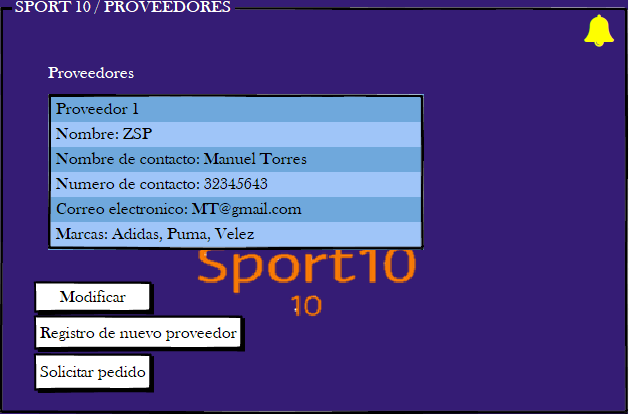 SPORT 10 / PROVEEDORES
Proveedores
Proveedor 1
Nombre: ZSP
Nombre de contacto: Manuel Torres
Numero de contacto: 32345643
Correo electronico: MT@gmail.com
Marcas: Adidas, Puma, Velez
Sport10
10
Modificar
Registro de nuevo proveedor
Solicitar pedido